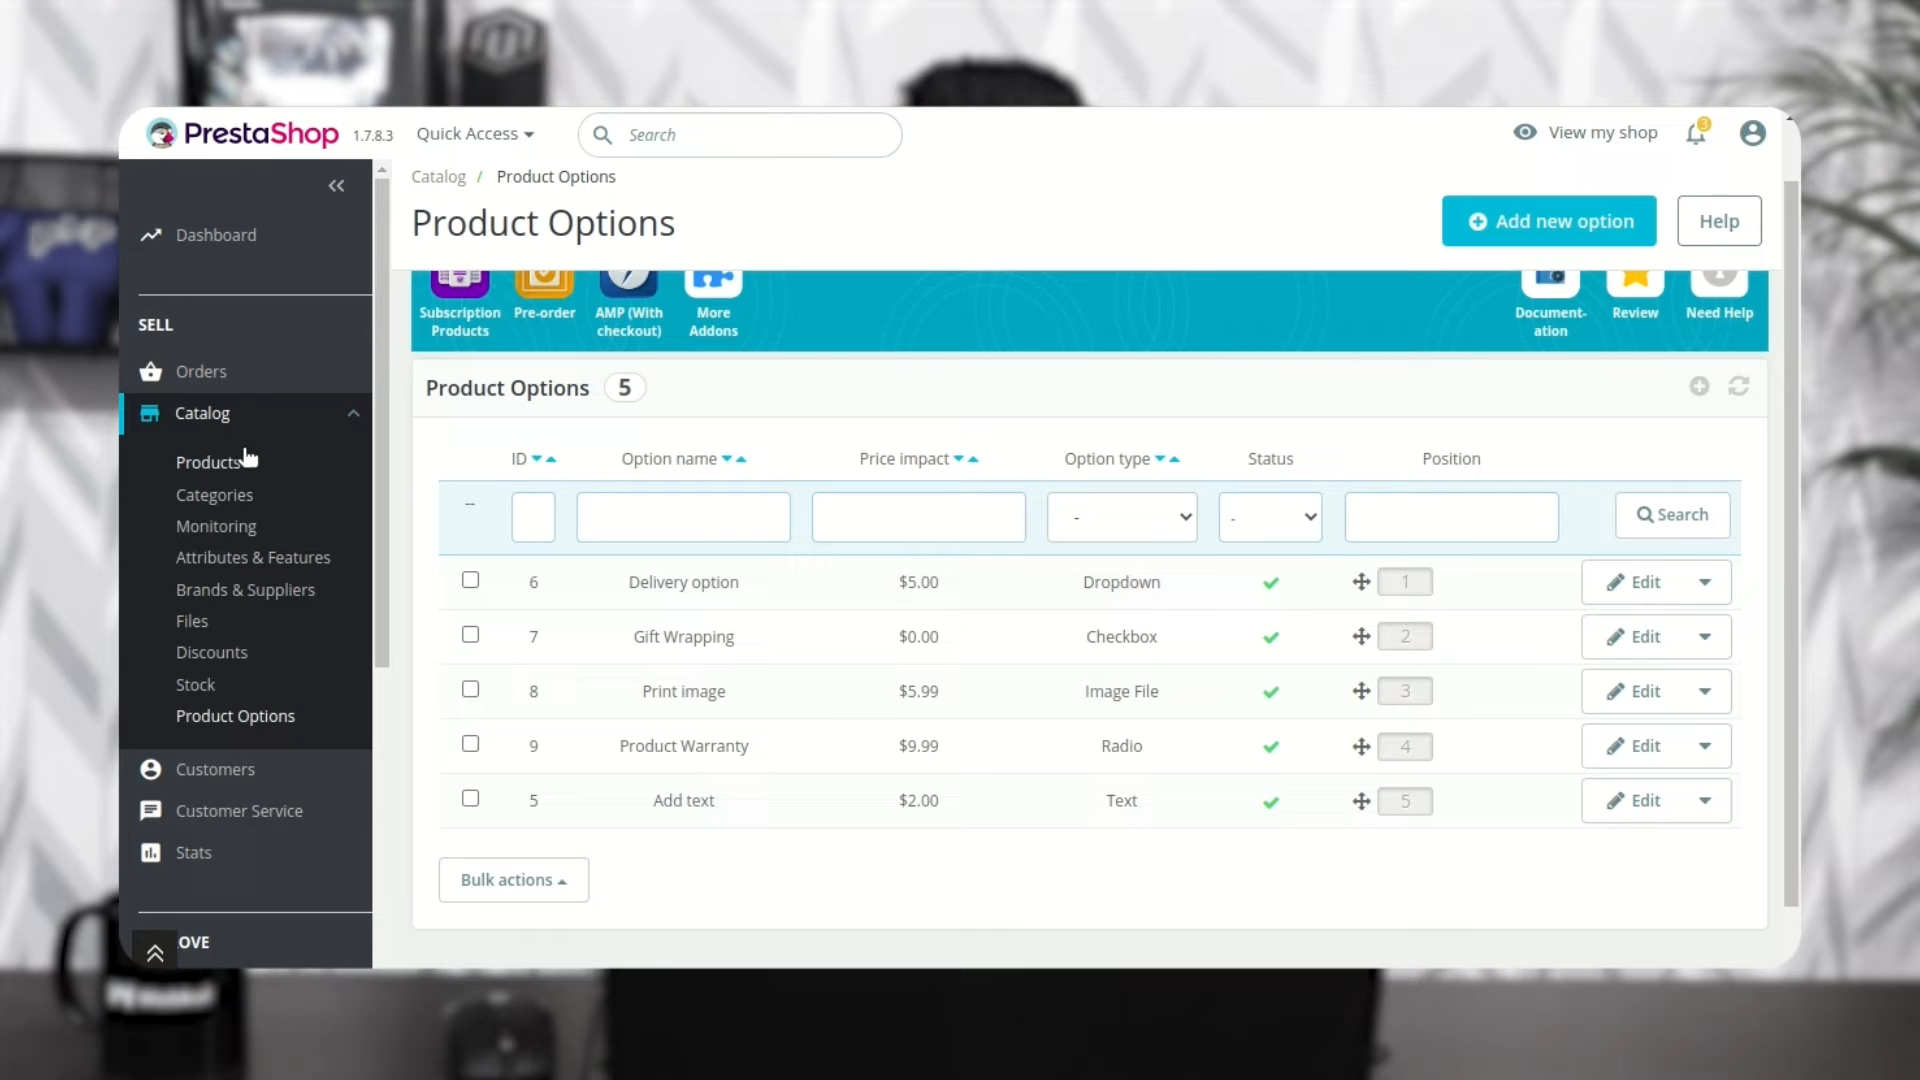 PrestaShop 1.7.8.3 Quick Access Search View my shop 3
Catalog / Product Options
Product Options Add new option Help
Dashboard
SELL
Orders
Catalog
Products
Categories
Monitoring
Attributes & Features
Brands & Suppliers
Files
Discounts
Stock
Product Options
Customers
Customer Service
Stats
OVE
Subscription Products
Pre-order
AMP (With checkout)
More Addons
Document-ation
Review
Need Help
Product Options 5
ID Option name Price impact Option type Status Position
-- - - Search
6 Delivery option $5.00 Dropdown 1 Edit
7 Gift Wrapping $0.00 Checkbox 2 Edit
8 Print image $5.99 Image File 3 Edit
9 Product Warranty $9.99 Radio 4 Edit
5 Add text $2.00 Text 5 Edit
Bulk actions